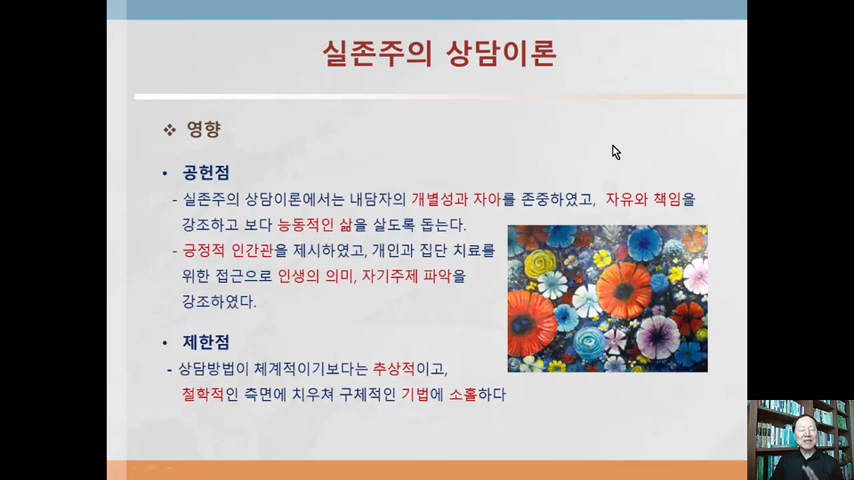 실존주의 상담이론
❖ 영향
• 공헌점
- 실존주의 상담이론에서는 내담자의 개별성과 자아를 존중하였고, 자유와 책임을
강조하고 보다 능동적인 삶을 살도록 돕는다.
- 긍정적 인간관을 제시하였고, 개인과 집단 치료를
위한 접근으로 인생의 의미, 자기주제 파악을
강조하였다.
• 제한점
- 상담방법이 체계적이기보다는 추상적이고,
철학적인 측면에 치우쳐 구체적인 기법에 소홀하다